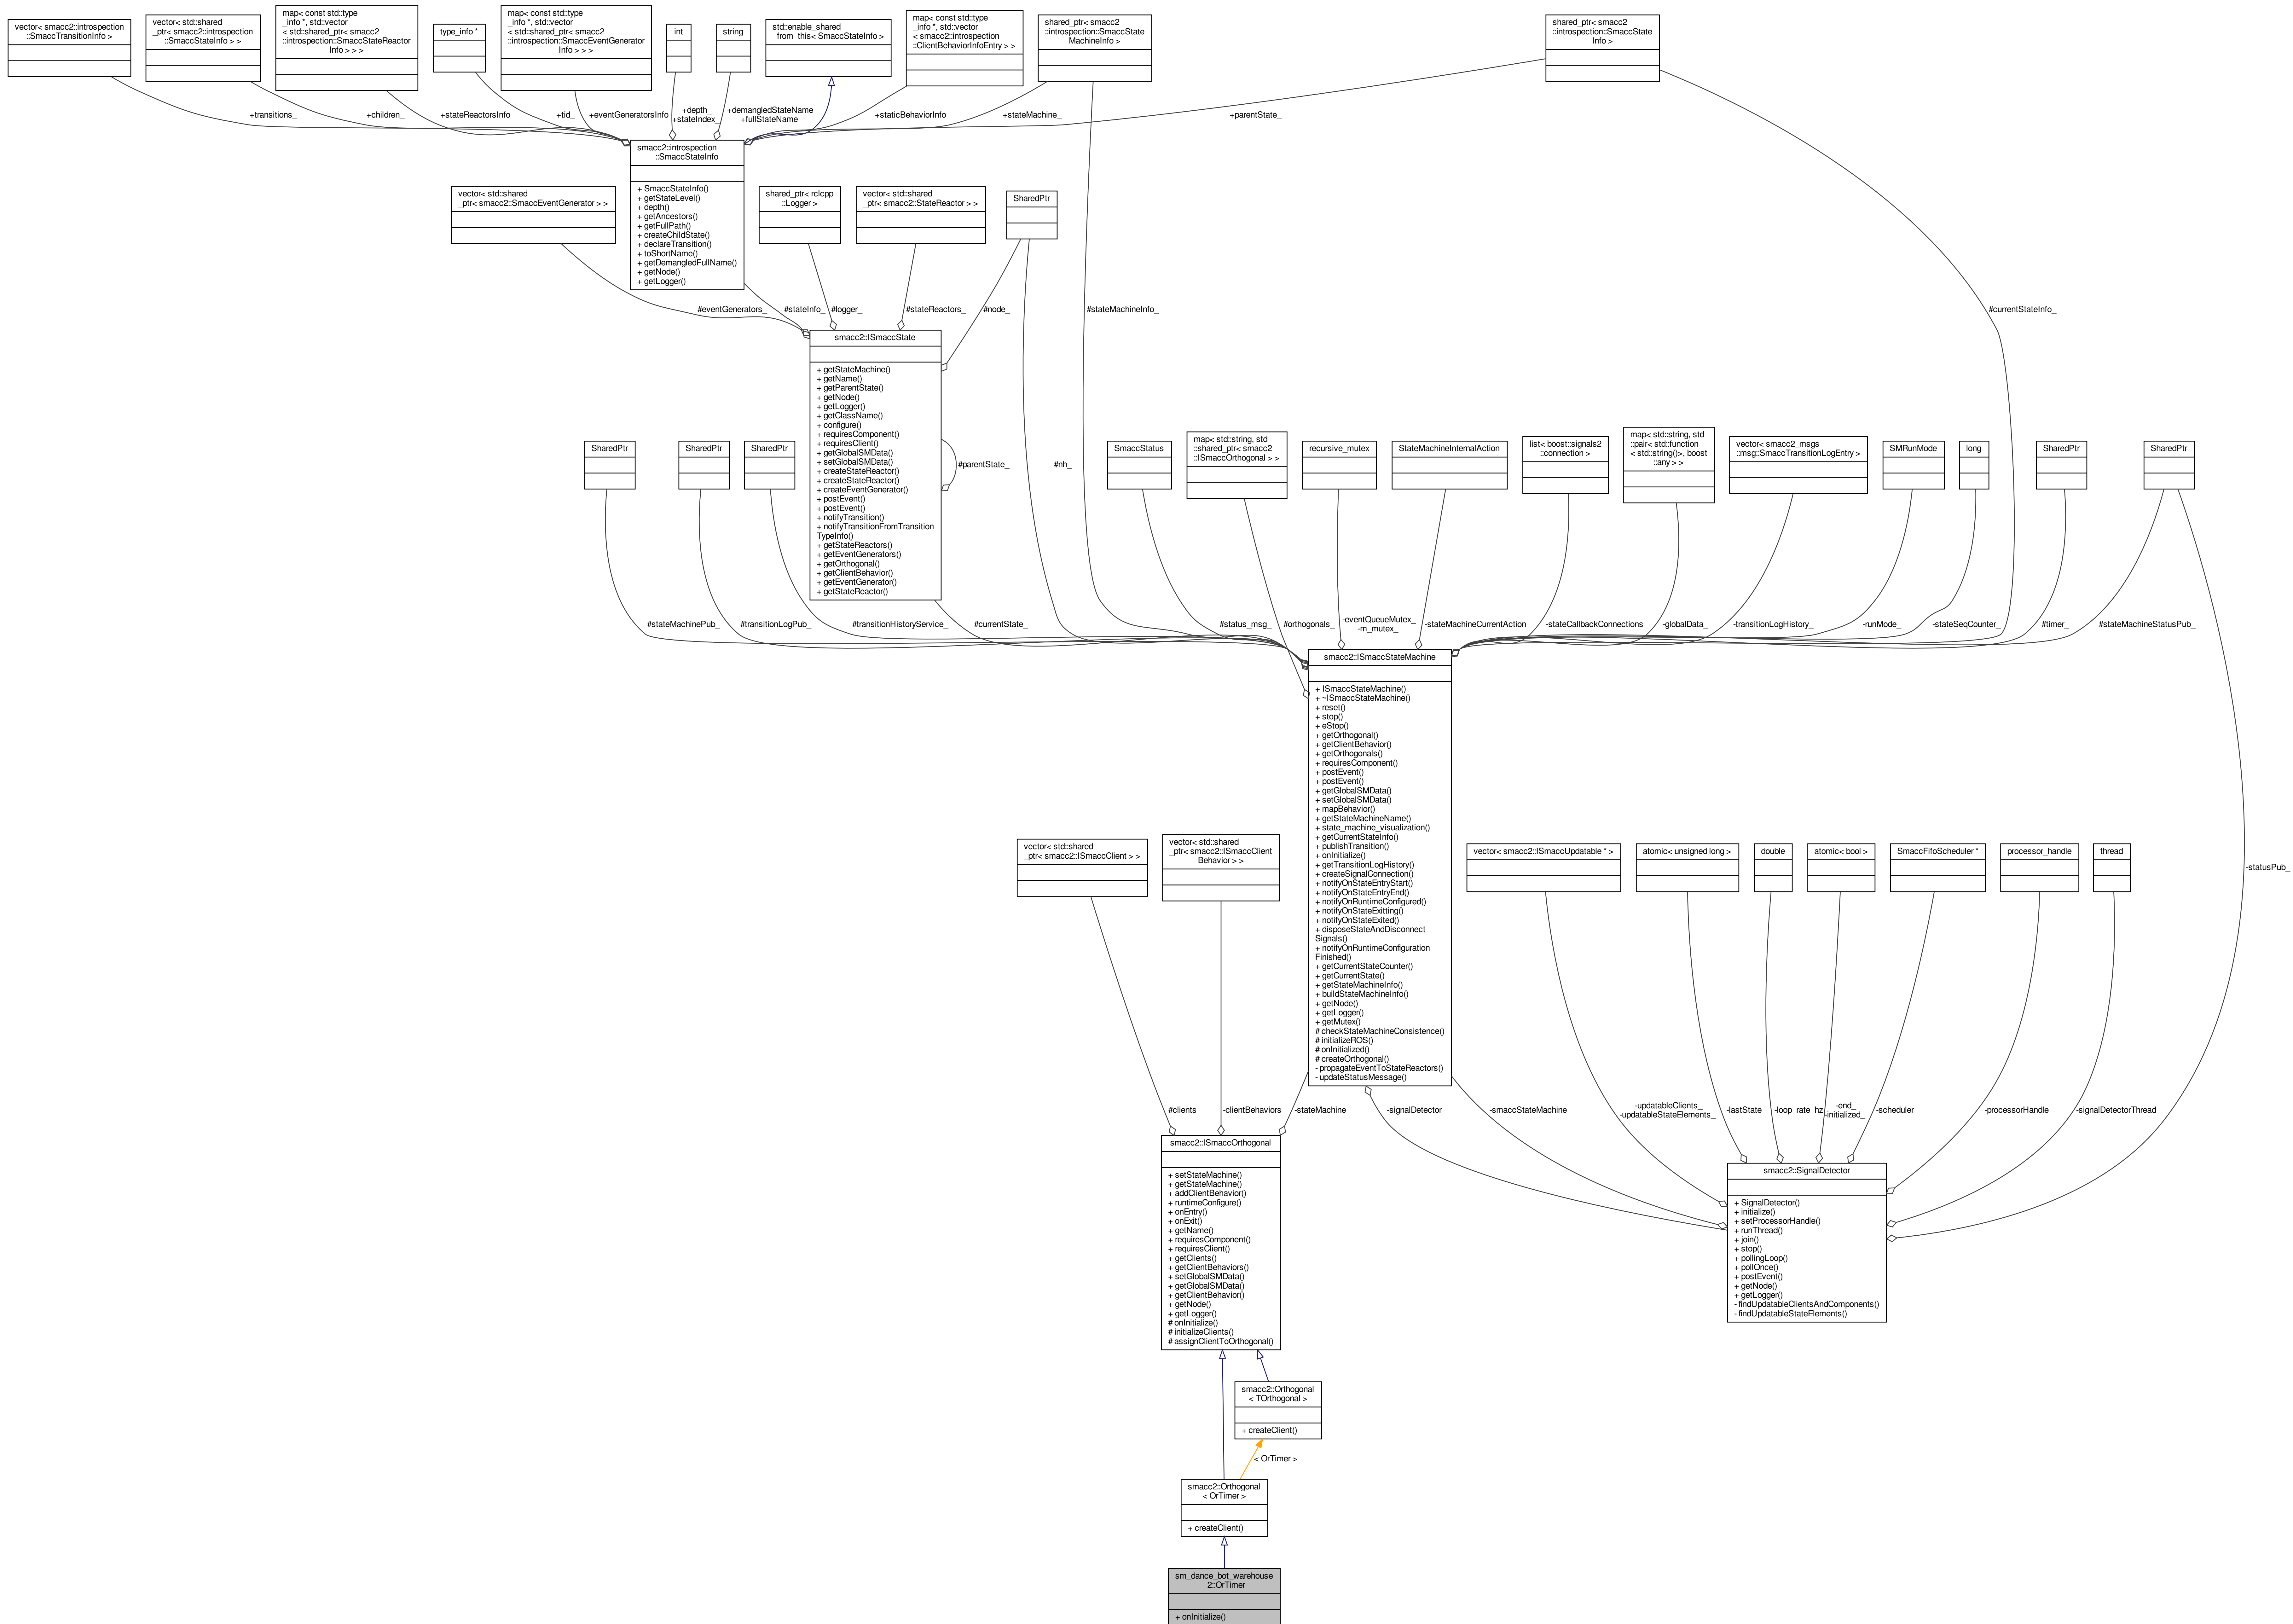 vector< smacc2::introspection
::SmaccTransitionInfo >
vector< std::shared
_ptr< smacc2::introspection
::SmaccStateInfo > >
map< const std::type
_info *, std::vector
< std::shared_ptr< smacc2
::introspection::SmaccStateReactor
Info > > >
type_info *
map< const std::type
_info *, std::vector
< std::shared_ptr< smacc2
::introspection::SmaccEventGenerator
Info > > >
int
string
std::enable_shared
_from_this< SmaccStateInfo >
map< const std::type
_info *, std::vector
< smacc2::introspection
::ClientBehaviorInfoEntry > >
shared_ptr< smacc2
::introspection::SmaccState
MachineInfo >
shared_ptr< smacc2
::introspection::SmaccState
Info >
+transitions_
+children_
+stateReactorsInfo
+tid_
+eventGeneratorsInfo
+depth_
+stateIndex_
+demangledStateName
+fullStateName
+staticBehaviorInfo
+stateMachine_
+parentState_
smacc2::introspection
::SmaccStateInfo
+ SmaccStateInfo()
+ getStateLevel()
+ depth()
+ getAncestors()
+ getFullPath()
+ createChildState()
+ declareTransition()
+ toShortName()
+ getDemangledFullName()
+ getNode()
+ getLogger()
vector< std::shared
_ptr< smacc2::SmaccEventGenerator > >
shared_ptr< rclcpp
::Logger >
vector< std::shared
_ptr< smacc2::StateReactor > >
SharedPtr
#eventGenerators_
#stateInfo_
#logger_
#stateReactors_
#node_
#stateMachineInfo_
#currentStateInfo_
smacc2::ISmaccState
+ getStateMachine()
+ getName()
+ getParentState()
+ getNode()
+ getLogger()
+ getClassName()
+ configure()
+ requiresComponent()
+ requiresClient()
+ getGlobalSMData()
+ setGlobalSMData()
+ createStateReactor()
+ createStateReactor()
+ createEventGenerator()
+ postEvent()
+ postEvent()
+ notifyTransition()
+ notifyTransitionFromTransition
TypeInfo()
+ getStateReactors()
+ getEventGenerators()
+ getOrthogonal()
+ getClientBehavior()
+ getEventGenerator()
+ getStateReactor()
#parentState_
#nh_
SharedPtr
SharedPtr
SharedPtr
SmaccStatus
map< std::string, std
::shared_ptr< smacc2
::ISmaccOrthogonal > >
recursive_mutex
StateMachineInternalAction
list< boost::signals2
::connection >
map< std::string, std
::pair< std::function
< std::string()>, boost
::any > >
vector< smacc2_msgs
::msg::SmaccTransitionLogEntry >
SMRunMode
long
SharedPtr
SharedPtr
#stateMachinePub_
#transitionLogPub_
#transitionHistoryService_
#currentState_
#status_msg_
#orthogonals_
-eventQueueMutex_
-m_mutex_
-stateMachineCurrentAction
-stateCallbackConnections
-globalData_
-transitionLogHistory_
-runMode_
-stateSeqCounter_
#timer_
#stateMachineStatusPub_
smacc2::ISmaccStateMachine
+ ISmaccStateMachine()
+ ~ISmaccStateMachine()
+ reset()
+ stop()
+ eStop()
+ getOrthogonal()
+ getClientBehavior()
+ getOrthogonals()
+ requiresComponent()
+ postEvent()
+ postEvent()
+ getGlobalSMData()
+ setGlobalSMData()
+ mapBehavior()
+ getStateMachineName()
+ state_machine_visualization()
+ getCurrentStateInfo()
+ publishTransition()
+ onInitialize()
+ getTransitionLogHistory()
+ createSignalConnection()
+ notifyOnStateEntryStart()
+ notifyOnStateEntryEnd()
+ notifyOnRuntimeConfigured()
+ notifyOnStateExitting()
+ notifyOnStateExited()
+ disposeStateAndDisconnect
Signals()
+ notifyOnRuntimeConfiguration
Finished()
+ getCurrentStateCounter()
+ getCurrentState()
+ getStateMachineInfo()
+ buildStateMachineInfo()
+ getNode()
+ getLogger()
+ getMutex()
# checkStateMachineConsistence()
# initializeROS()
# onInitialized()
# createOrthogonal()
- propagateEventToStateReactors()
- updateStatusMessage()
vector< std::shared
_ptr< smacc2::ISmaccClient > >
vector< std::shared
_ptr< smacc2::ISmaccClient
Behavior > >
vector< smacc2::ISmaccUpdatable * >
atomic< unsigned long >
double
atomic< bool >
SmaccFifoScheduler *
processor_handle
thread
-statusPub_
#clients_
-clientBehaviors_
-stateMachine_
-signalDetector_
-smaccStateMachine_
-updatableClients_
-updatableStateElements_
-lastState_
-loop_rate_hz
-end_
-initialized_
-scheduler_
-processorHandle_
-signalDetectorThread_
smacc2::ISmaccOrthogonal
+ setStateMachine()
+ getStateMachine()
+ addClientBehavior()
+ runtimeConfigure()
+ onEntry()
+ onExit()
+ getName()
+ requiresComponent()
+ requiresClient()
+ getClients()
+ getClientBehaviors()
+ setGlobalSMData()
+ getGlobalSMData()
+ getClientBehavior()
+ getNode()
+ getLogger()
# onInitialize()
# initializeClients()
# assignClientToOrthogonal()
smacc2::SignalDetector
+ SignalDetector()
+ initialize()
+ setProcessorHandle()
+ runThread()
+ join()
+ stop()
+ pollingLoop()
+ pollOnce()
+ postEvent()
+ getNode()
+ getLogger()
- findUpdatableClientsAndComponents()
- findUpdatableStateElements()
smacc2::Orthogonal
< TOrthogonal >
+ createClient()
< OrTimer >
smacc2::Orthogonal
< OrTimer >
+ createClient()
sm_dance_bot_warehouse
_2::OrTimer
+ onInitialize()